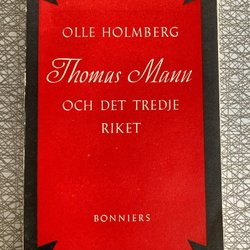 OLLE HOLMBERG
Thomas Mann
OCH DET TREDJE
RIKET
BONNIERS